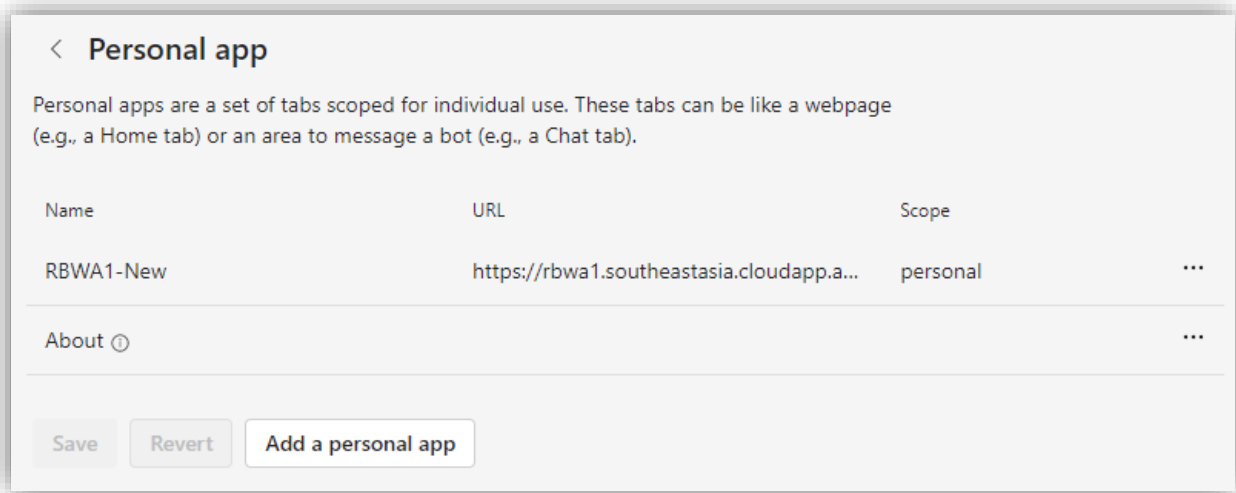 Personal app
Personal apps are a set of tabs scoped for individual use. These tabs can be like a webpage
(e.g., a Home tab) or an area to message a bot (e.g., a Chat tab).
Name URL Scope
RBWA1-New https://rbwa1.southeastasia.cloudapp.a... personal ...
About ...
Save Revert Add a personal app